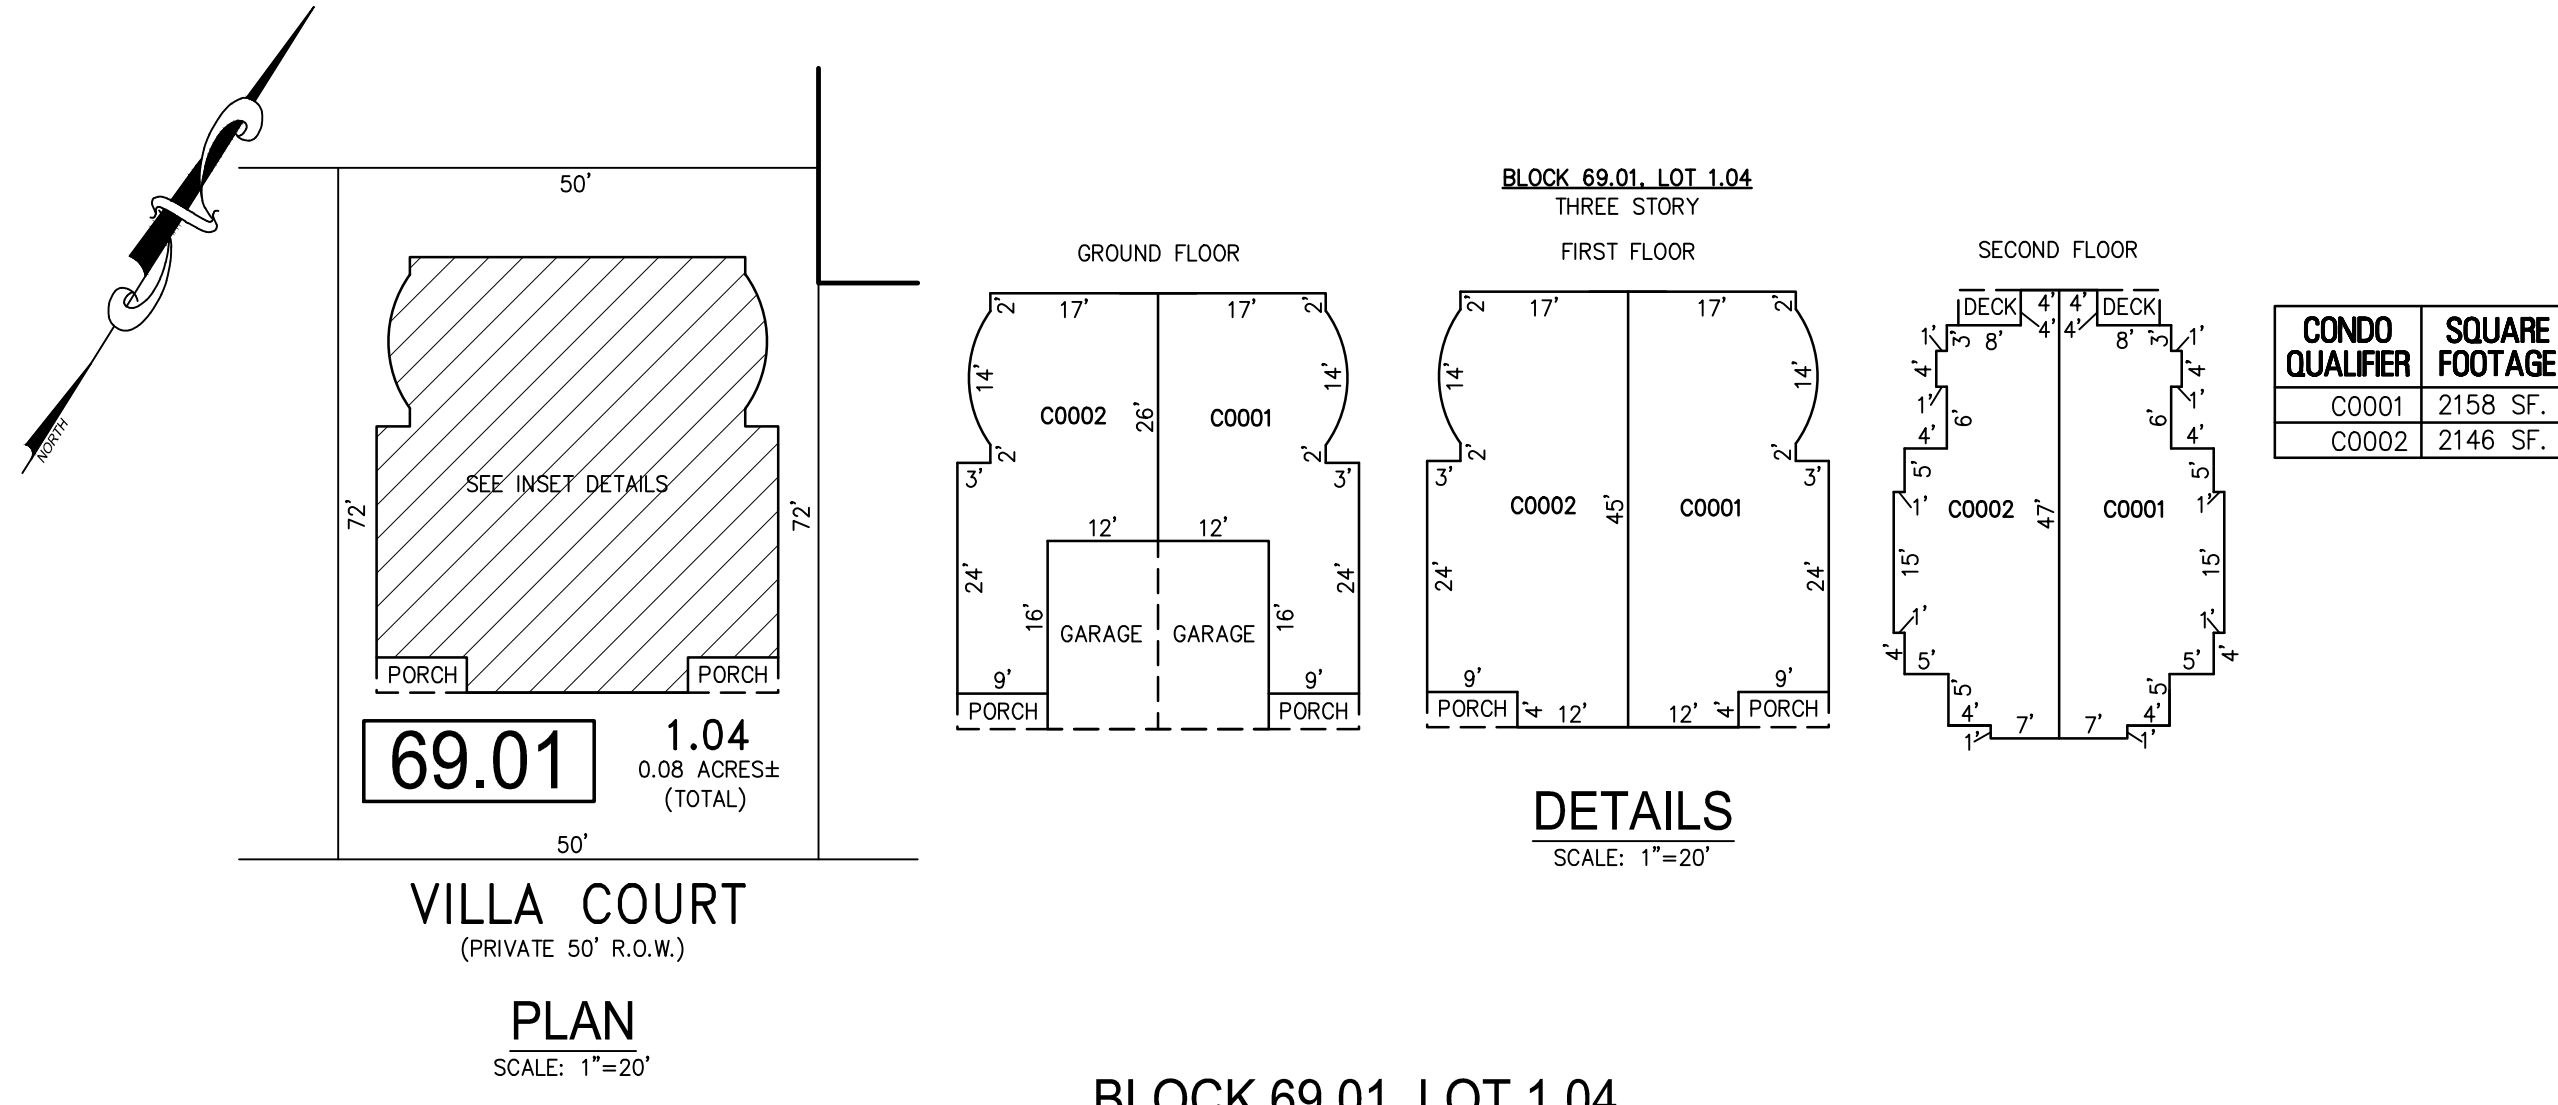 NORTH
50'
SEE INSET DETAILS
72'
72'
PORCH
PORCH
69.01
1.04
0.08 ACRES±
(TOTAL)
50'
VILLA COURT
(PRIVATE 50' R.O.W.)
PLAN
SCALE: 1"=20'
BLOCK 69.01, LOT 1.04
THREE STORY
GROUND FLOOR
2'
17'
17'
2'
14'
14'
C0002
26'
C0001
2'
2'
3'
3'
12'
12'
24'
24'
16'
16'
GARAGE
GARAGE
9'
9'
PORCH
PORCH
FIRST FLOOR
2'
17'
17'
2'
14'
14'
2'
2'
3'
3'
C0002
45'
C0001
24'
24'
9'
9'
PORCH
4'
12'
12'
4'
PORCH
SECOND FLOOR
DECK
4'
4'
DECK
1'
3'
8'
4'
4'
8'
3'
1'
4'
4'
1'
1'
6'
6'
4'
4'
5'
5'
1'
1'
C0002
47'
C0001
15'
15'
1'
1'
4'
4'
5'
5'
5'
5'
4'
7'
7'
4'
1'
1'
DETAILS
SCALE: 1"=20'
CONDO QUALIFIER
SQUARE FOOTAGE
C0001 2158 SF.
C0002 2146 SF.
BLOCK 69.01, LOT 1.04